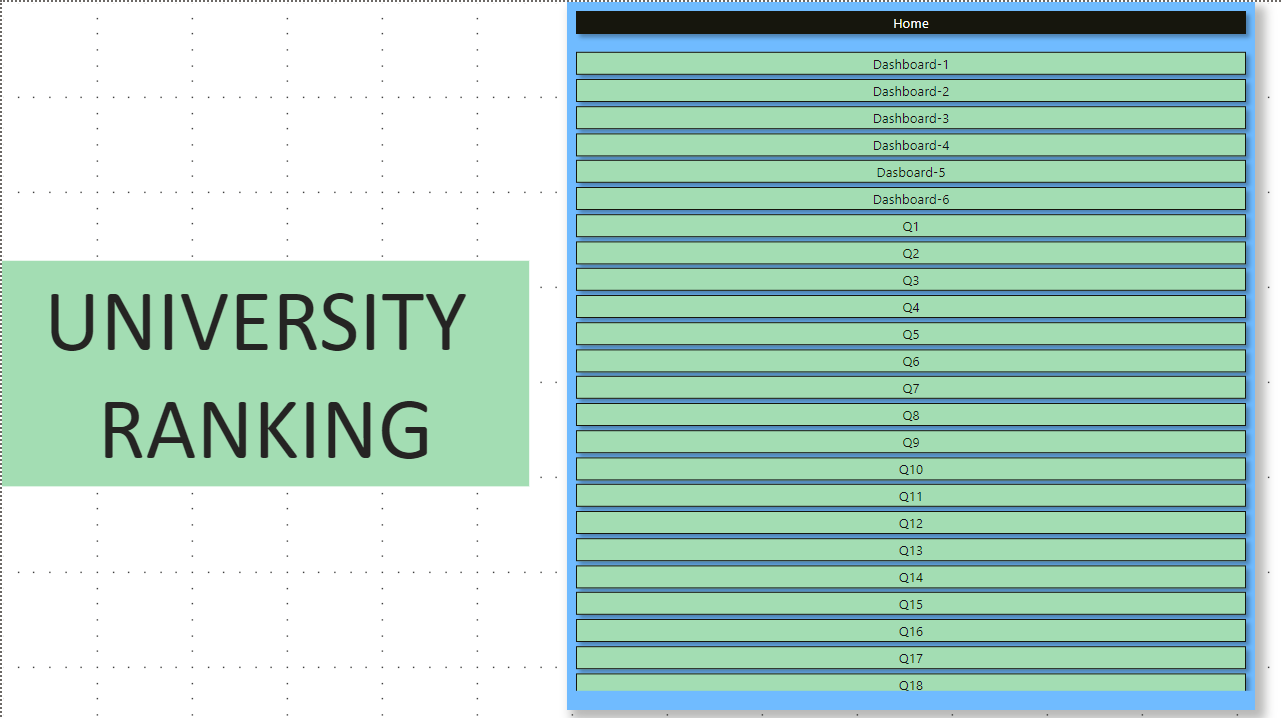 UNIVERSITY
RANKING
Home
Dashboard-1
Dashboard-2
Dashboard-3
Dashboard-4
Dasboard-5
Dashboard-6
Q1
Q2
Q3
Q4
Q5
Q6
Q7
Q8
Q9
Q10
Q11
Q12
Q13
Q14
Q15
Q16
Q17
Q18